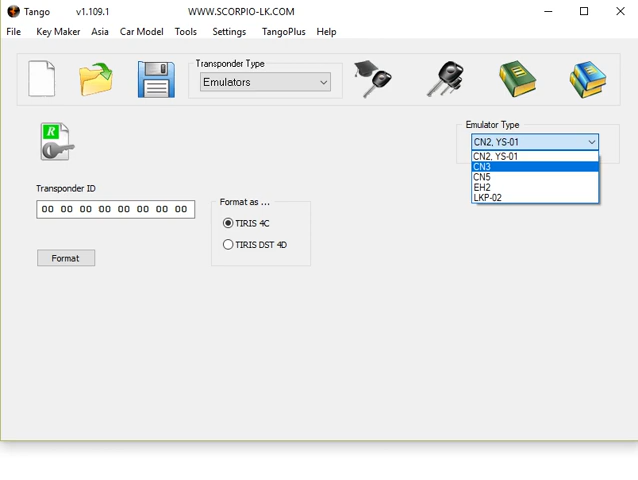 Tango v1.109.1 WWW.SCORPIO-LK.COM
File Key Maker Asia Car Model Tools Settings TangoPlus Help
Transponder Type
Emulators
R
Emulator Type
CN2, YS-01
CN2, YS-01
CN3
CN5
EH2
LKP-02
Transponder ID
00 00 00 00 00 00 00 00
Format as ...
TIRIS 4C
TIRIS DST 4D
Format